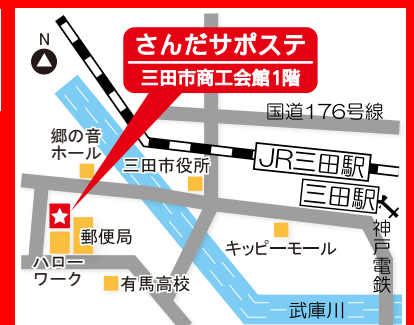 N
さんだサポステ
三田市商工会館1階
国道176号線
郷の音
ホール
三田市役所
JR三田駅
三田駅
神戸電鉄
郵便局
キッピーモール
ハロー
ワーク
有馬高校
武庫川